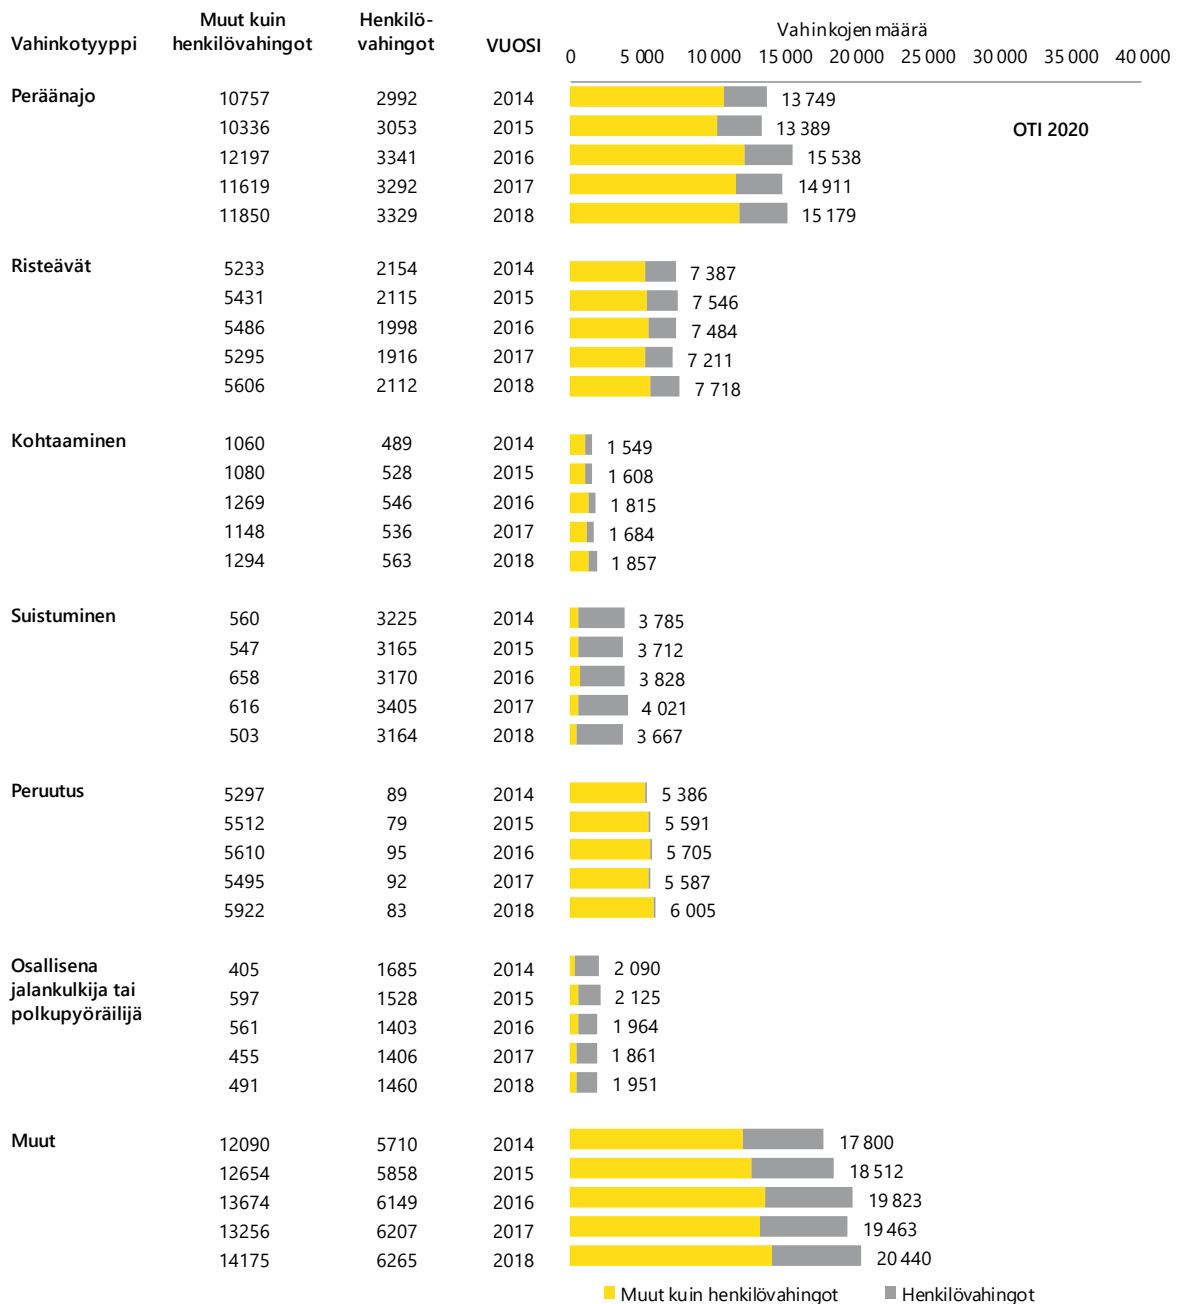 Vahinkotyyppi Muut kuin henkilövahingot Henkilö-vahingot VUOSI Vahinkojen määrä
0 5 000 10 000 15 000 20 000 25 000 30 000 35 000 40 000
Peräänajo 10757 2992 2014 13 749
10336 3053 2015 13 389 OTI 2020
12197 3341 2016 15 538
11619 3292 2017 14 911
11850 3329 2018 15 179
Risteävät 5233 2154 2014 7 387
5431 2115 2015 7 546
5486 1998 2016 7 484
5295 1916 2017 7 211
5606 2112 2018 7 718
Kohtaaminen 1060 489 2014 1 549
1080 528 2015 1 608
1269 546 2016 1 815
1148 536 2017 1 684
1294 563 2018 1 857
Suistuminen 560 3225 2014 3 785
547 3165 2015 3 712
658 3170 2016 3 828
616 3405 2017 4 021
503 3164 2018 3 667
Peruutus 5297 89 2014 5 386
5512 79 2015 5 591
5610 95 2016 5 705
5495 92 2017 5 587
5922 83 2018 6 005
Osallisena 405 1685 2014 2 090
jalankulkija tai 597 1528 2015 2 125
polkupyöräilijä 561 1403 2016 1 964
455 1406 2017 1 861
491 1460 2018 1 951
Muut 12090 5710 2014 17 800
12654 5858 2015 18 512
13674 6149 2016 19 823
13256 6207 2017 19 463
14175 6265 2018 20 440
Muut kuin henkilövahingot Henkilövahingot